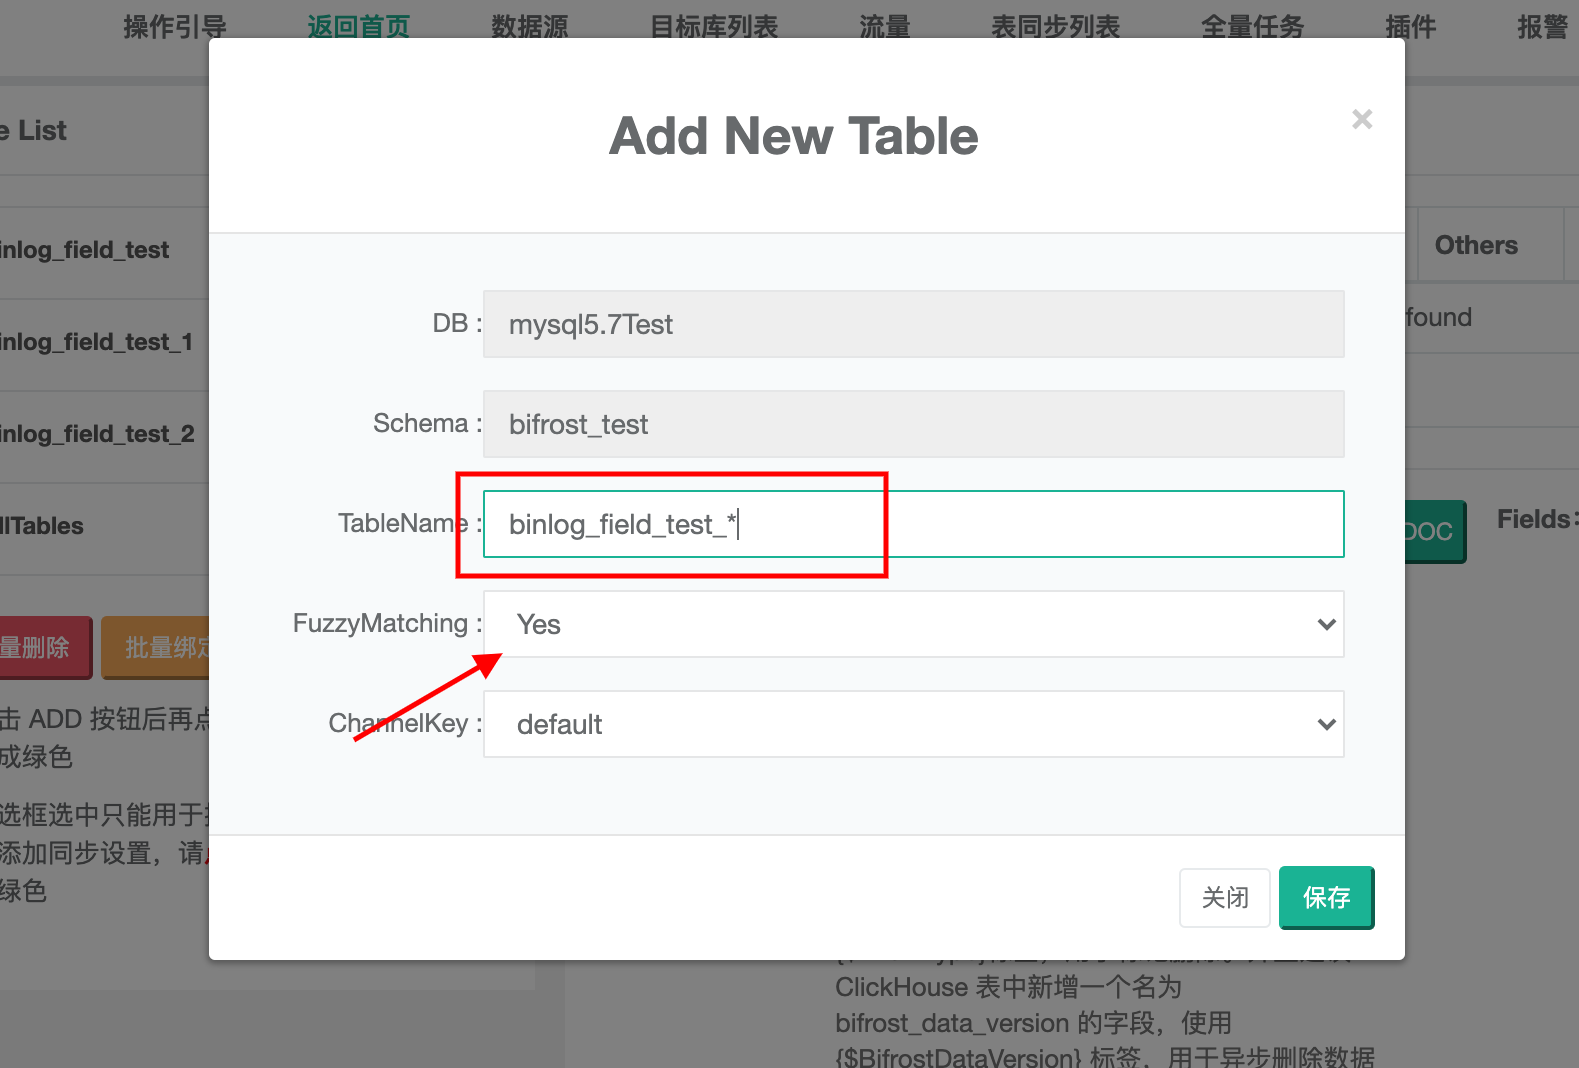 操作引导 返回首页 数据源 目标库列表 流量 表同步列表 全量任务 插件 报警
e List
Add New Table
×
inlog_field_test
Others
DB : mysql5.7Test
found
inlog_field_test_1
Schema : bifrost_test
inlog_field_test_2
TableName : binlog_field_test_*
llTables
DOC
Fields:
FuzzyMatching : Yes
量删除 批量绑定
ChannelKey : default
击 ADD 按钮后再点
成绿色
选框选中只能用于
添加同步设置，请
绿色
关闭 保存
ClickHouse 表中新增一个名为
bifrost_data_version 的字段，使用
{$BifrostDataVersion} 标签，用于异步删除数据